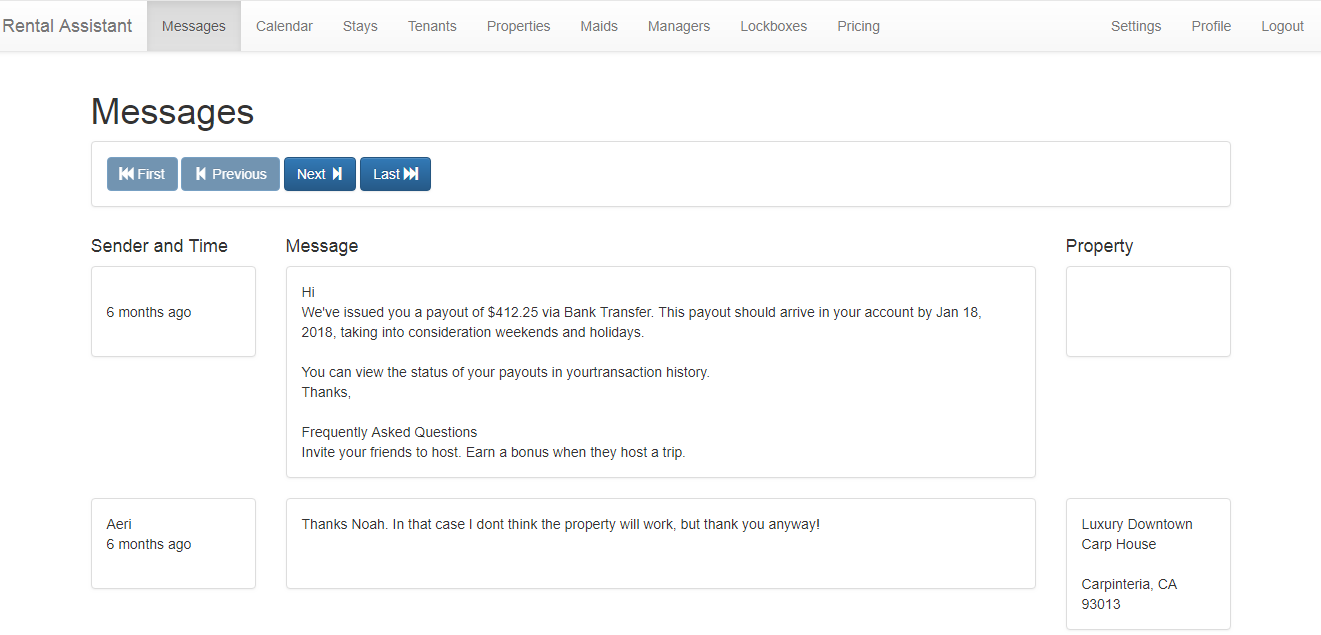 Rental Assistant Messages Calendar Stays Tenants Properties Maids Managers Lockboxes Pricing Settings Profile Logout
Messages
First Previous Next Last
Sender and Time Message Property
6 months ago
Hi
We've issued you a payout of $412.25 via Bank Transfer. This payout should arrive in your account by Jan 18,
2018, taking into consideration weekends and holidays.
You can view the status of your payouts in yourtransaction history.
Thanks,
Frequently Asked Questions
Invite your friends to host. Earn a bonus when they host a trip.
Aeri
6 months ago
Thanks Noah. In that case I dont think the property will work, but thank you anyway!
Luxury Downtown
Carp House
Carpinteria, CA
93013